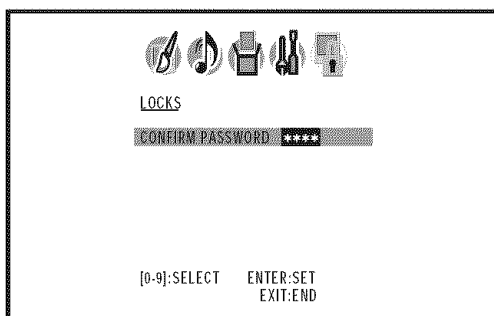 LOCKS
CONFIRM PASSWORD ****
[0-9]:SELECT ENTER:SET
EXIT:END